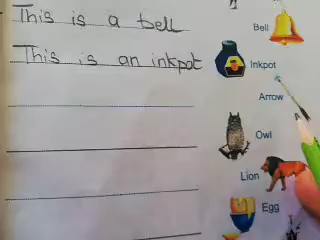 This is a bell
Bell
This is an inkpot
Inkpot
Arrow
Owl
Lion
Egg